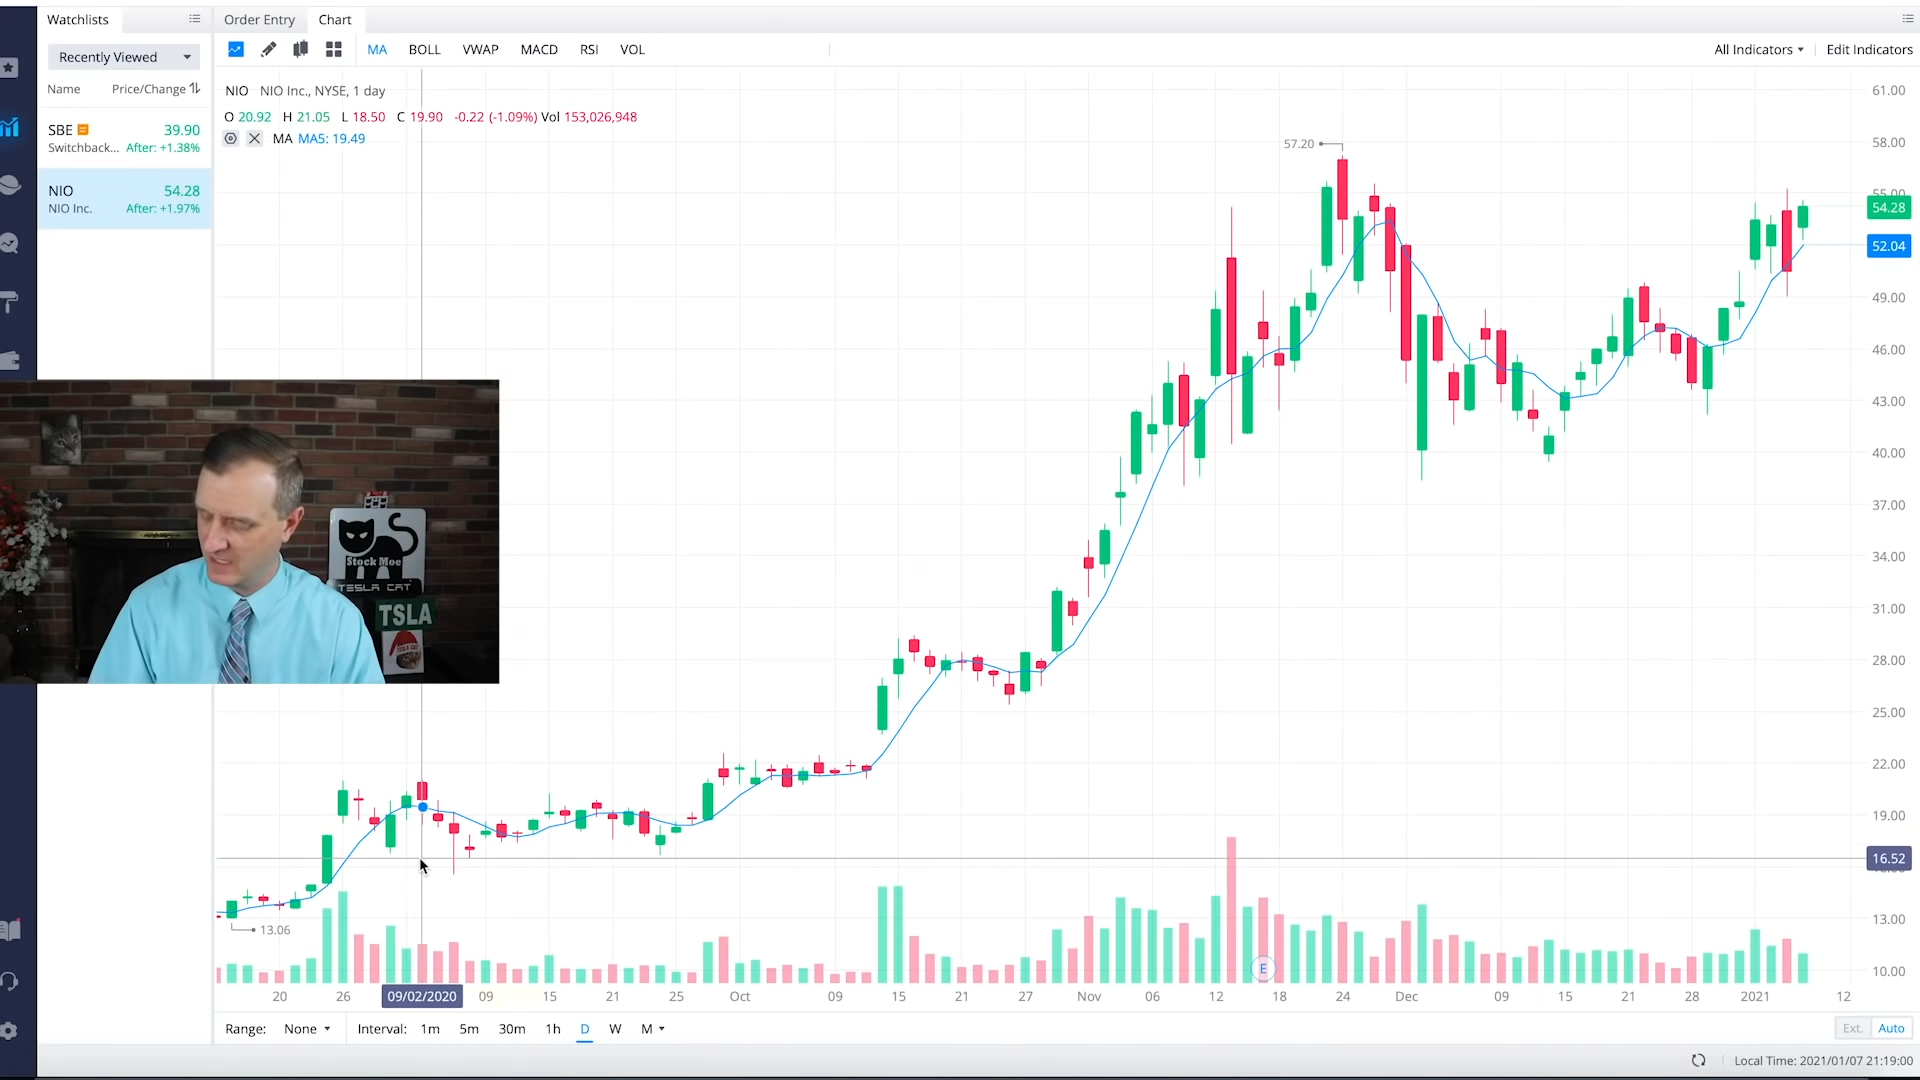 Watchlists
Order Entry
Chart
Recently Viewed
MA
BOLL
VWAP
MACD
RSI
VOL
All Indicators
Edit Indicators
Name
Price/Change
SBE
39.90
Switchback...
After: +1.38%
NIO
54.28
NIO Inc.
After: +1.97%
NIO NIO Inc., NYSE, 1 day
O 20.92 H 21.05 L 18.50 C 19.90 -0.22 (-1.09%) Vol 153,026,948
MA MA5: 19.49
57.20
13.06
61.00
58.00
55.00
54.28
52.04
49.00
46.00
43.00
40.00
37.00
34.00
31.00
28.00
25.00
22.00
19.00
16.52
13.00
10.00
Stock Moe
TESLA CAT
TSLA
E
20
26
09/02/2020
09
15
21
25
Oct
09
15
21
27
Nov
06
12
18
24
Dec
09
15
21
28
2021
12
Range: None
Interval: 1m 5m 30m 1h D W M
Ext.
Auto
Local Time: 2021/01/07 21:19:00